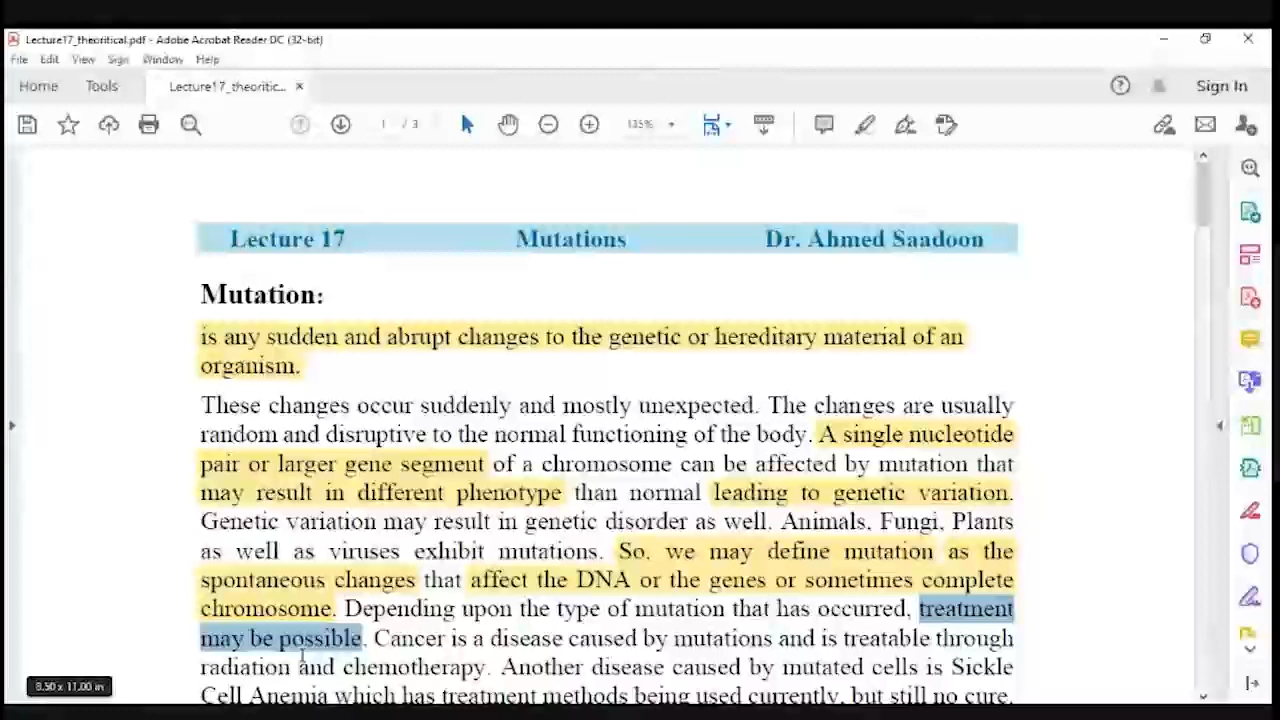 Lecture17_theoritical.pdf - Adobe Acrobat Reader DC (32-bit)
File Edit View Sign Window Help
Home Tools Lecture17_theoritic... × Sign In
1 / 3 135%
Lecture 17 Mutations Dr. Ahmed Saadoon
Mutation:
is any sudden and abrupt changes to the genetic or hereditary material of an
organism.
These changes occur suddenly and mostly unexpected. The changes are usually
random and disruptive to the normal functioning of the body. A single nucleotide
pair or larger gene segment of a chromosome can be affected by mutation that
may result in different phenotype than normal leading to genetic variation.
Genetic variation may result in genetic disorder as well. Animals, Fungi, Plants
as well as viruses exhibit mutations. So, we may define mutation as the
spontaneous changes that affect the DNA or the genes or sometimes complete
chromosome. Depending upon the type of mutation that has occurred, treatment
may be possible. Cancer is a disease caused by mutations and is treatable through
radiation and chemotherapy. Another disease caused by mutated cells is Sickle
Cell Anemia which has treatment methods being used currently, but still no cure.
8.50 x 11.00 in